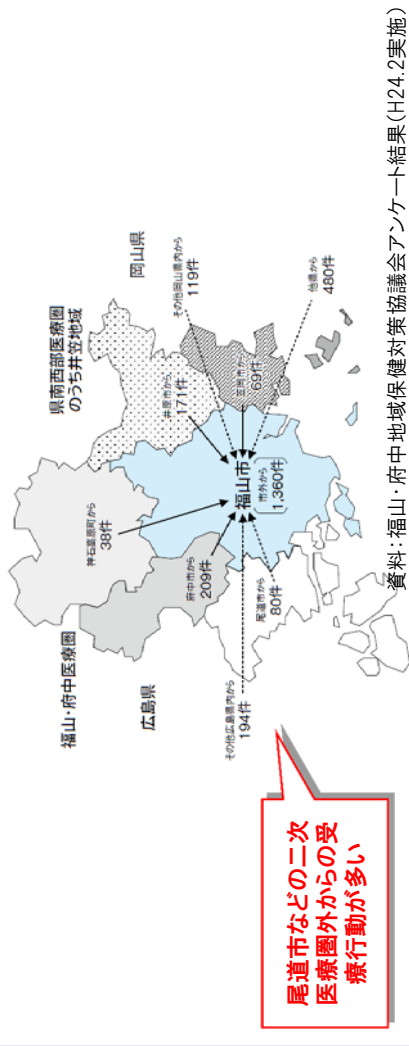 福山・府中医療圏
広島県
県南西部医療圏
のうち井笠地域
岡山県
神石高原町から
38件
府中市から
209件
井原市から
171件
その他岡山県内から
119件
笠岡市から
69件
他県から
480件
福山市
市外から
1,360件
尾道市から
80件
その他広島県内から
194件
尾道市などの二次
医療圏外からの受
療行動が多い
資料：福山・府中地域保健対策協議会アンケート結果(H24.2実施)